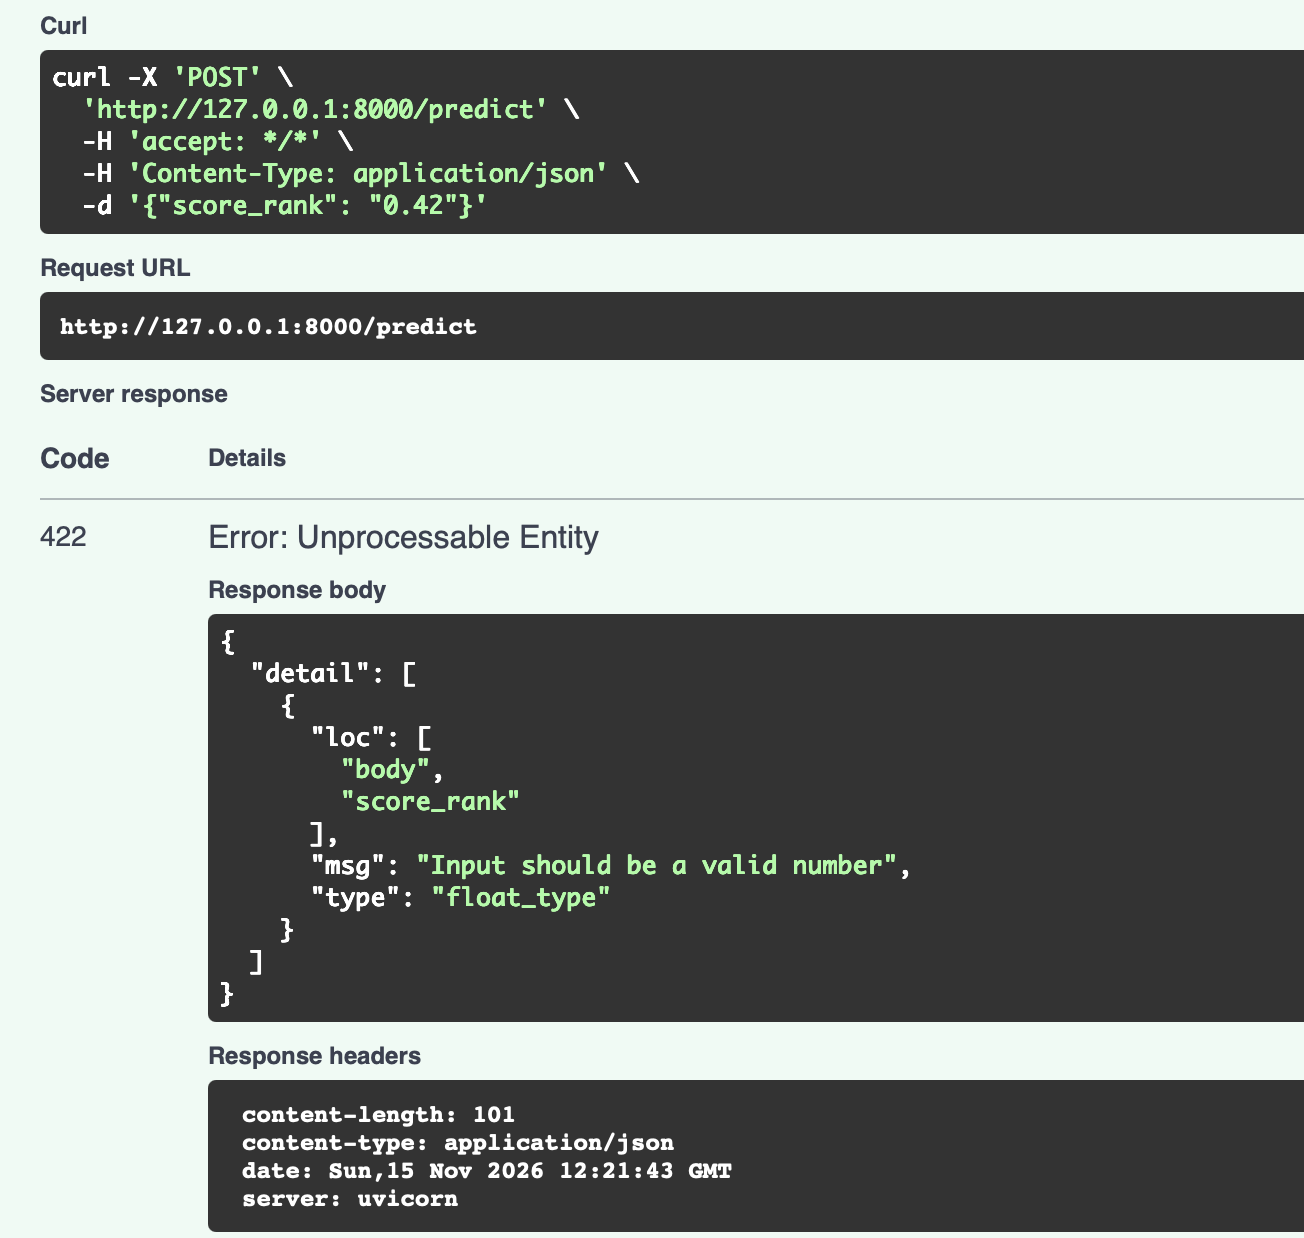 Curl
curl -X 'POST' \
  'http://127.0.0.1:8000/predict' \
  -H 'accept: */*' \
  -H 'Content-Type: application/json' \
  -d '{"score_rank": "0.42"}'
Request URL
http://127.0.0.1:8000/predict
Server response
Code Details
422 Error: Unprocessable Entity
Response body
{
  "detail": [
    {
      "loc": [
        "body",
        "score_rank"
      ],
      "msg": "Input should be a valid number",
      "type": "float_type"
    }
  ]
}
Response headers
content-length: 101
content-type: application/json
date: Sun,15 Nov 2026 12:21:43 GMT
server: uvicorn